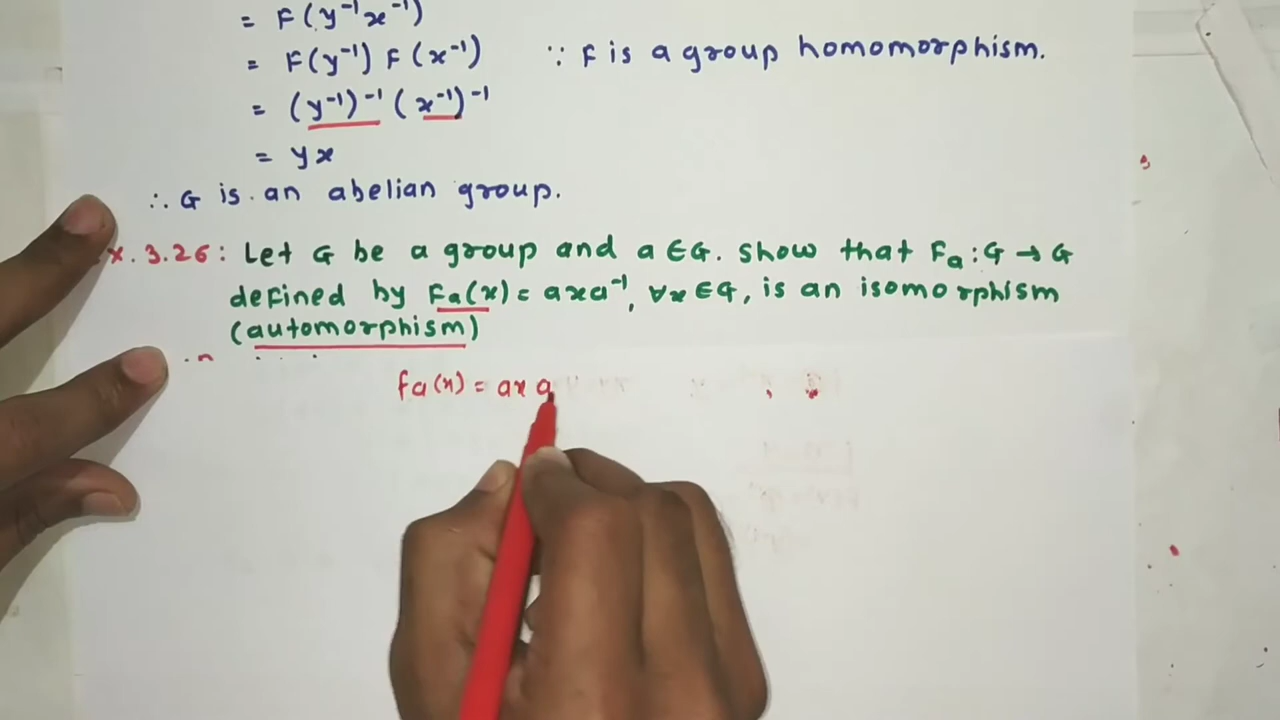 = F(y⁻¹x⁻¹)
= F(y⁻¹) F(x⁻¹) ∵ F is a group homomorphism.
= (y⁻¹)⁻¹ (x⁻¹)⁻¹
= yx
∴ G is an abelian group.
x. 3.26: Let G be a group and a ∈ G. show that Fₐ : G → G
defined by Fₐ(x) = axa⁻¹, ∀x ∈ G, is an isomorphism
(automorphism)
fa(x) = ax a